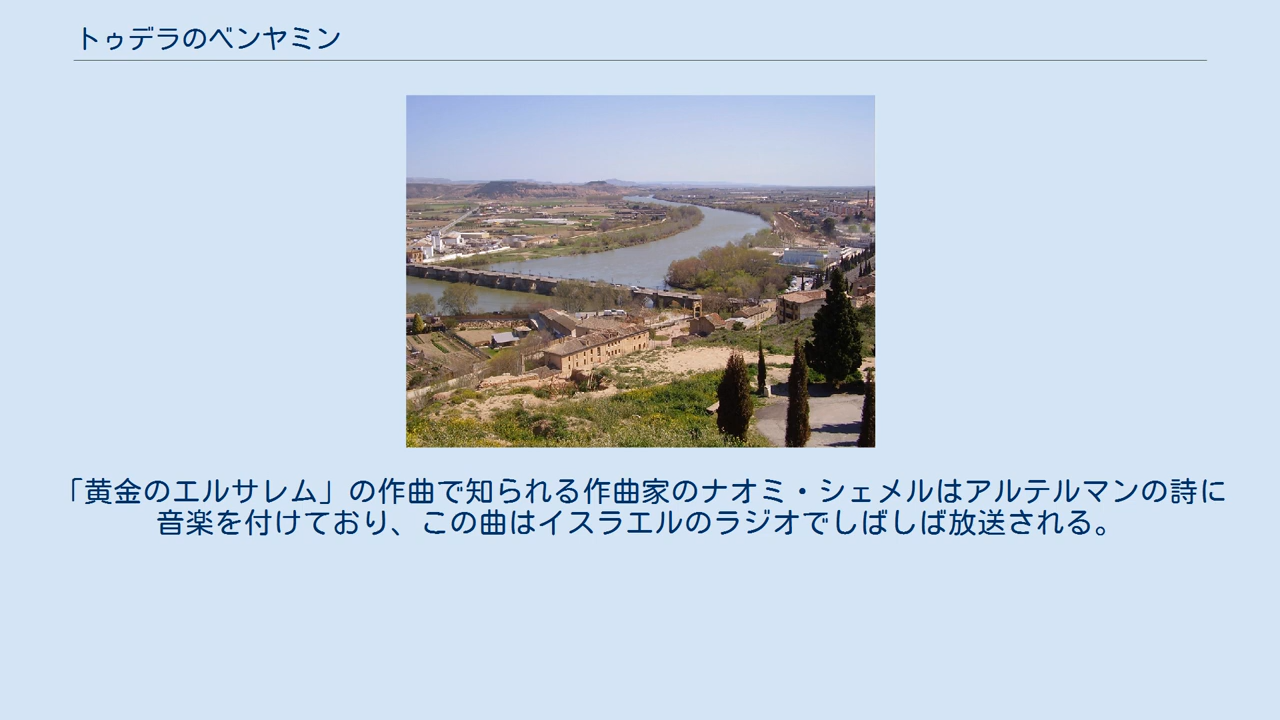 トゥデラのベンヤミン
「黄金のエルサレム」の作曲で知られる作曲家のナオミ・シェメルはアルテルマンの詩に
音楽を付けており、この曲はイスラエルのラジオでしばしば放送される。